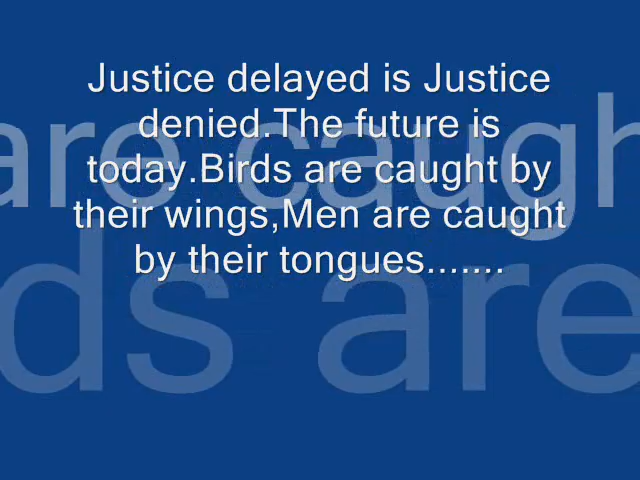 Justice delayed is Justice
denied.The future is
today.Birds are caught by
their wings,Men are caught
by their tongues.......
are caugh
ds are